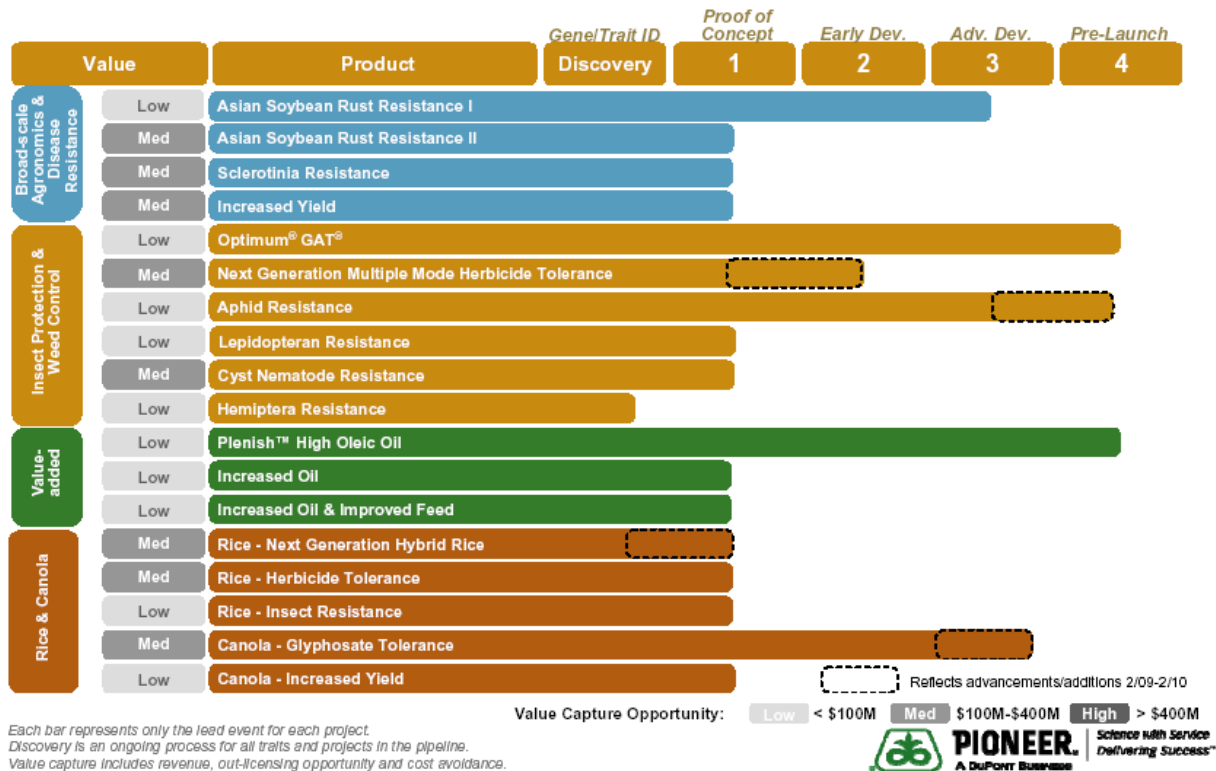 Gene/Trait ID
Proof of
Concept
Early Dev.
Adv. Dev.
Pre-Launch
Value
Product
Discovery
1
2
3
4
Broad-scale
Agronomics &
Disease
Resistance
Low
Asian Soybean Rust Resistance I
Med
Asian Soybean Rust Resistance II
Med
Sclerotinia Resistance
Med
Increased Yield
Insect Protection &
Weed Control
Low
Optimum® GAT®
Med
Next Generation Multiple Mode Herbicide Tolerance
Low
Aphid Resistance
Low
Lepidopteran Resistance
Med
Cyst Nematode Resistance
Low
Hemiptera Resistance
Value-
added
Low
Plenish™ High Oleic Oil
Low
Increased Oil
Low
Increased Oil & Improved Feed
Rice & Canola
Med
Rice - Next Generation Hybrid Rice
Med
Rice - Herbicide Tolerance
Low
Rice - Insect Resistance
Med
Canola - Glyphosate Tolerance
Low
Canola - Increased Yield
Reflects advancements/additions 2/09-2/10
Value Capture Opportunity: Low < $100M Med $100M-$400M High > $400M
Each bar represents only the lead event for each project.
Discovery is an ongoing process for all traits and projects in the pipeline.
Value capture includes revenue, out-licensing opportunity and cost avoidance.
PIONEER.
A DUPONT BUSINESS
Science with Service
Delivering Success™